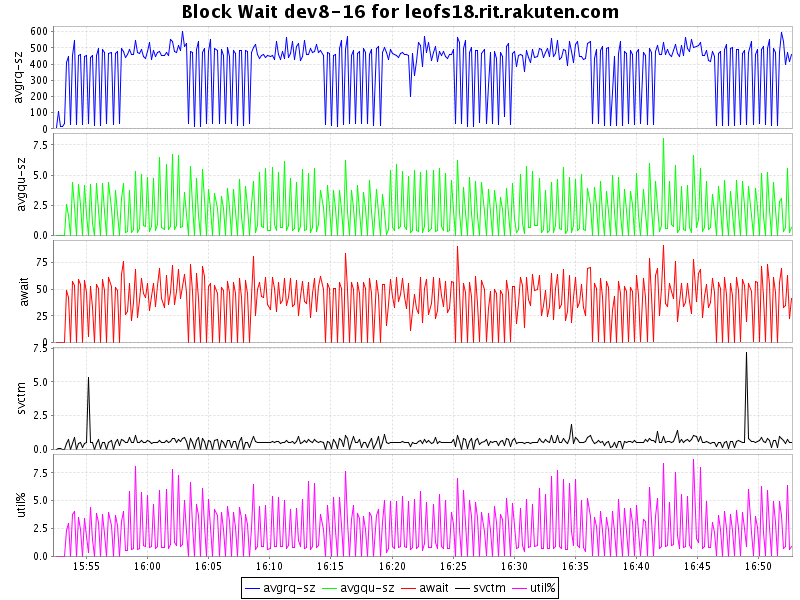 Block Wait dev8-16 for leofs18.rit.rakuten.com
avgrq-sz
600
500
400
300
200
100
0
avgqu-sz
7.5
5.0
2.5
0.0
await
75
50
25
0
svctm
7.5
5.0
2.5
0.0
util%
7.5
5.0
2.5
0.0
15:55 16:00 16:05 16:10 16:15 16:20 16:25 16:30 16:35 16:40 16:45 16:50
avgrq-sz avgqu-sz await svctm util%